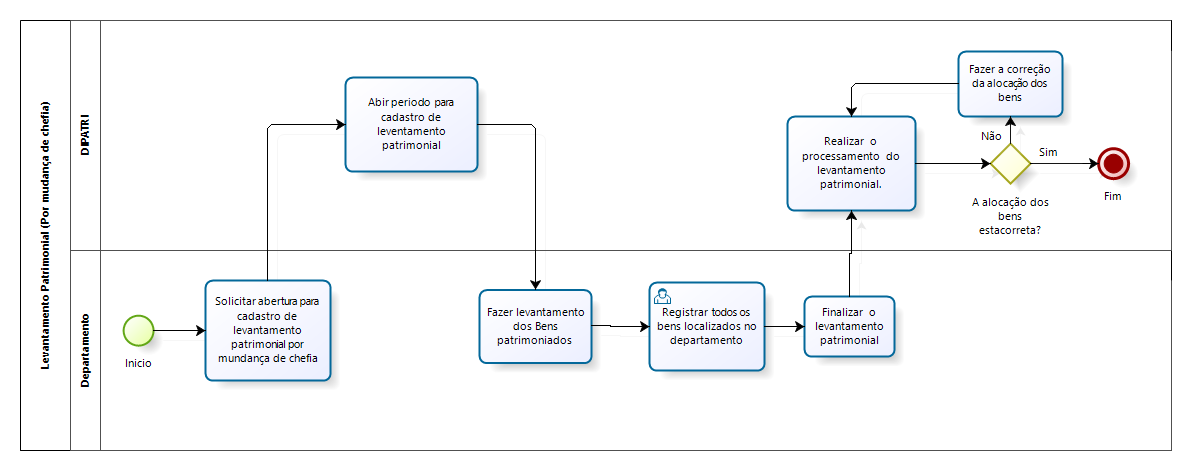 Levantamento Patrimonial (Por mudança de chefia)
DIPATRI
Abir periodo para
cadastro de
leventamento
patrimonial
Fazer a correção
da alocação dos
bens
Realizar o
processamento do
levantamento
patrimonial.
Não
Sim
Fim
A alocação dos
bens
estacorreta?
Departamento
Inicio
Solicitar abertura para
cadastro de
levantamento
patrimonial por
mundança de chefia
Fazer levantamento
dos Bens
patrimoniados
Registrar todos os
bens localizados no
departamento
Finalizar o
levantamento
patrimonial